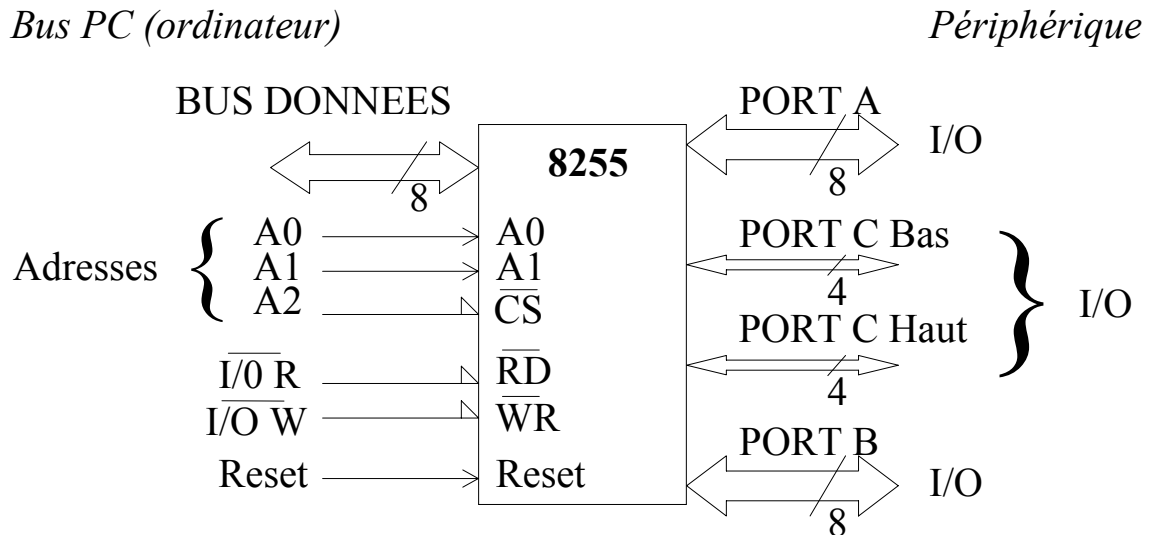 Bus PC (ordinateur)
Périphérique
BUS DONNEES
8
Adresses
A0
A1
A2
I/0 R
I/O W
Reset
8255
A0
A1
CS
RD
WR
Reset
PORT A
8
I/O
PORT C Bas
4
PORT C Haut
4
I/O
PORT B
8
I/O